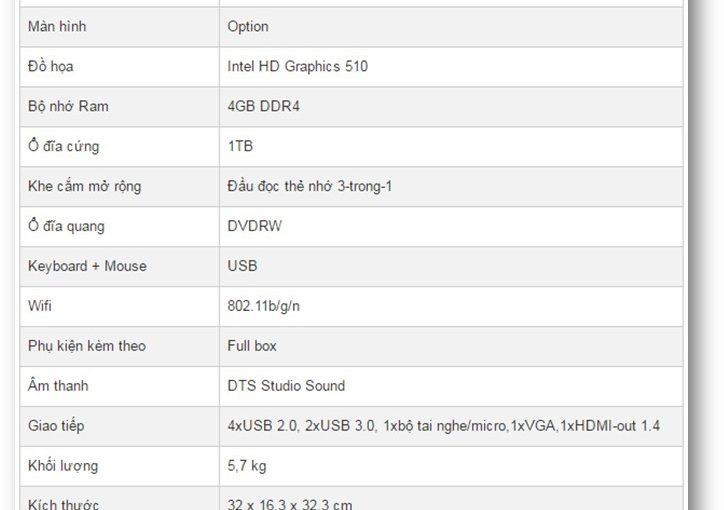 Màn hình Option
Đồ họa Intel HD Graphics 510
Bộ nhớ Ram 4GB DDR4
Ổ đĩa cứng 1TB
Khe cắm mở rộng Đầu đọc thẻ nhớ 3-trong-1
Ổ đĩa quang DVDRW
Keyboard + Mouse USB
Wifi 802.11b/g/n
Phụ kiện kèm theo Full box
Âm thanh DTS Studio Sound
Giao tiếp 4xUSB 2.0, 2xUSB 3.0, 1xbộ tai nghe/micro,1xVGA,1xHDMI-out 1.4
Khối lượng 5,7 kg
Kích thước 32 x 16.3 x 32.3 cm